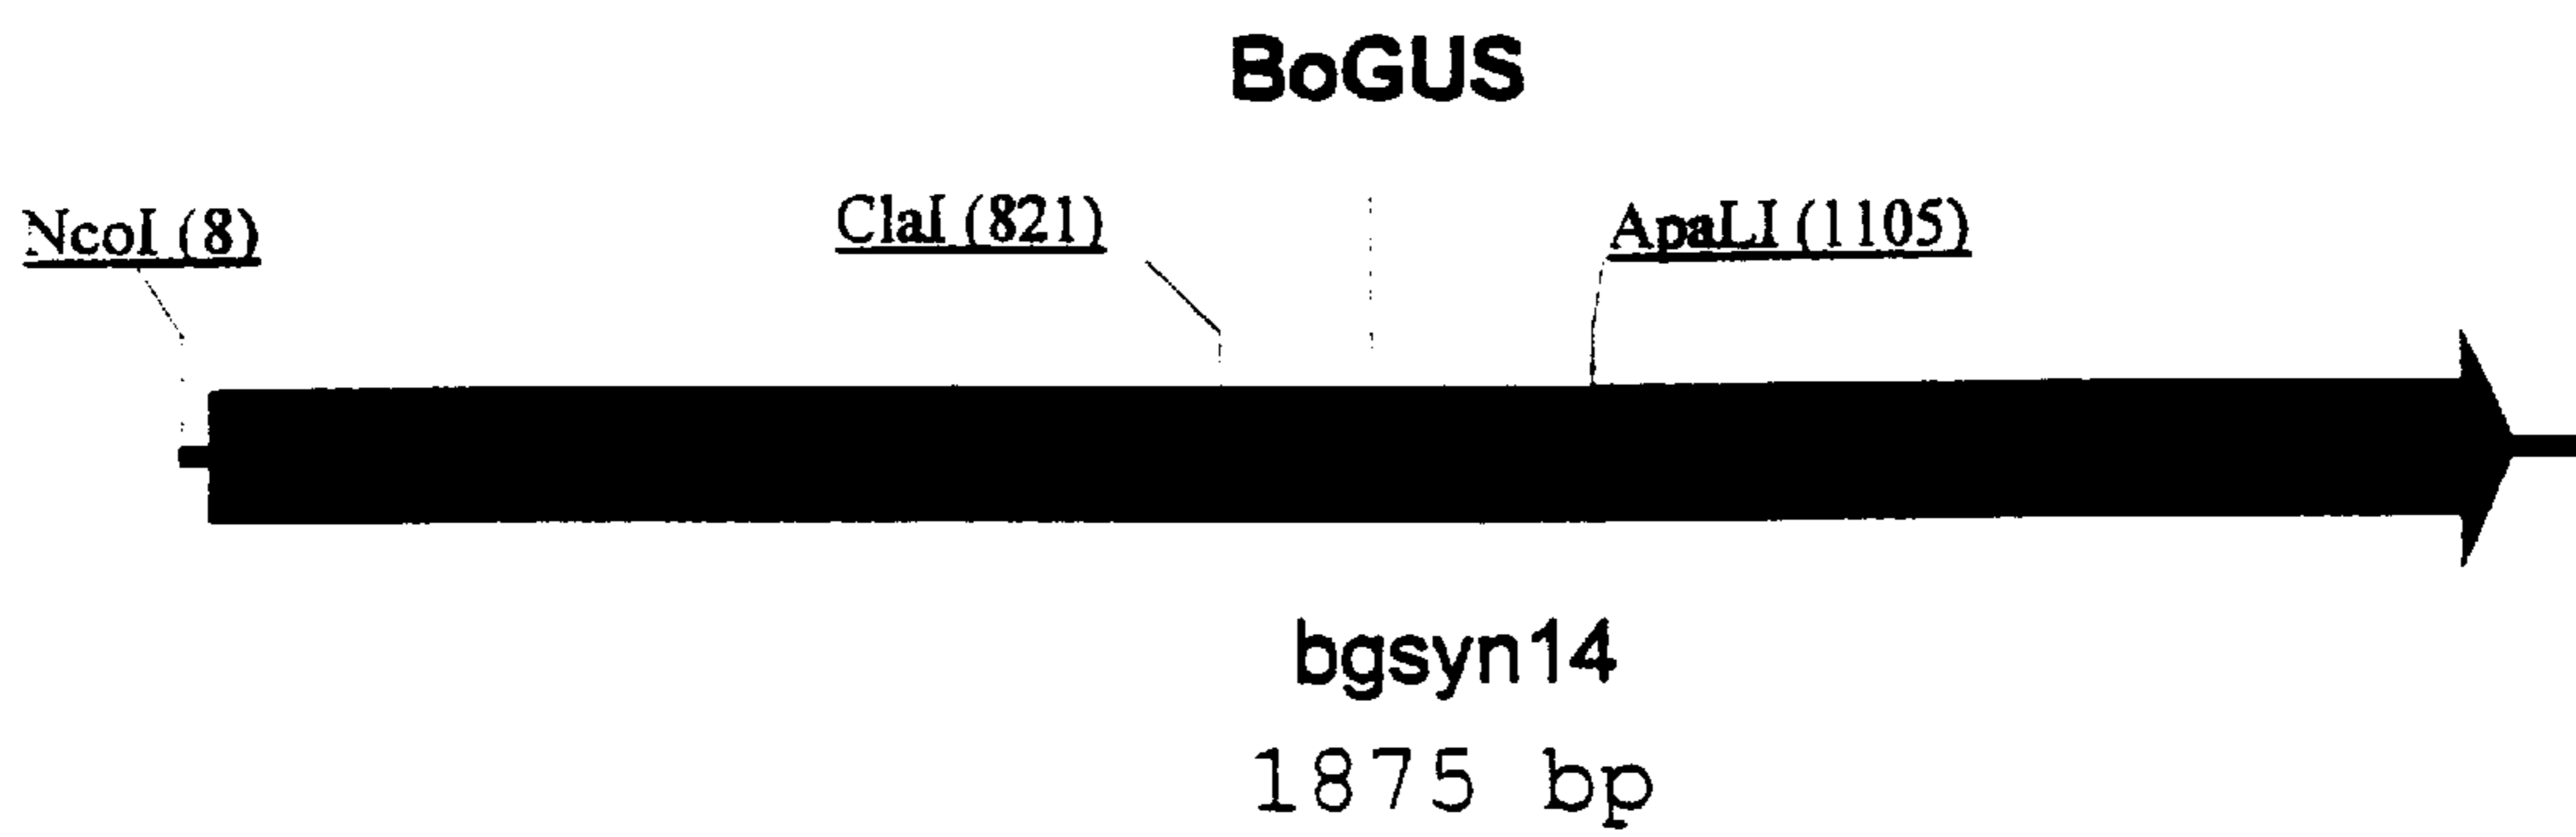 BoGUS
NcoI (8)
ClaI (821)
ApaLI (1105)
bgsyn14
1875 bp